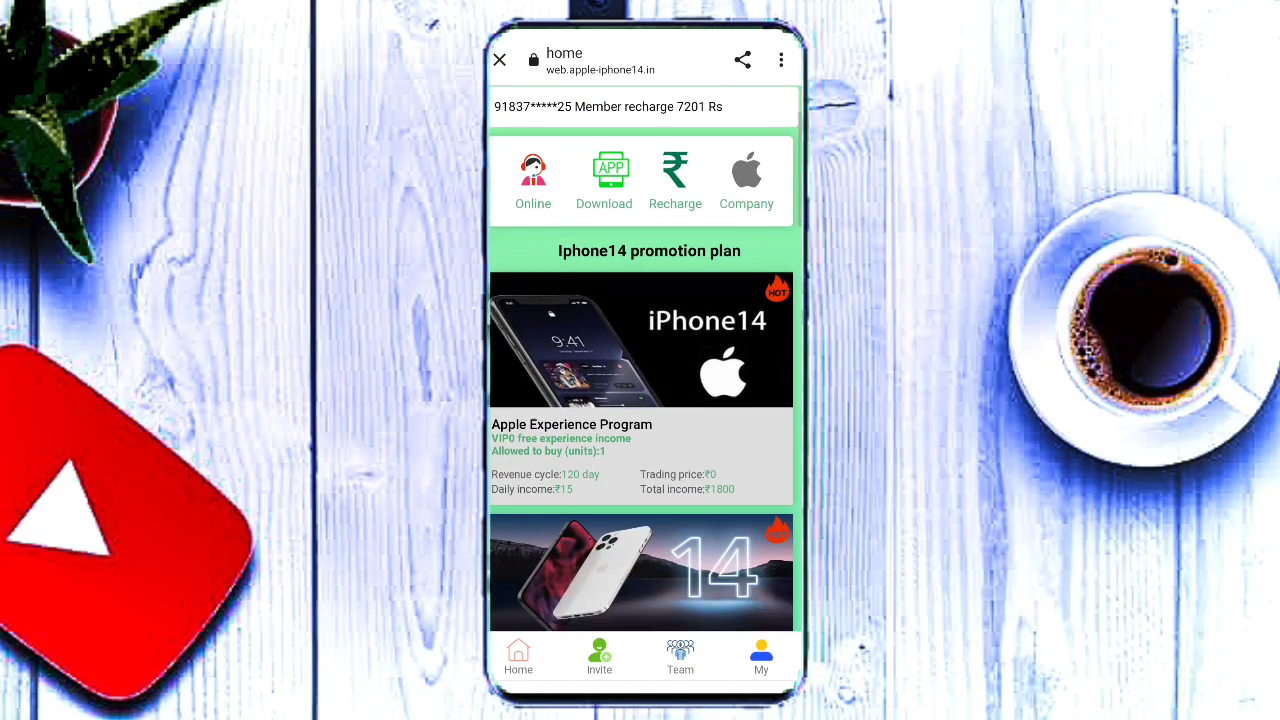 home
web.apple-iphone14.in
91837*****25 Member recharge 7201 Rs
APP
Online Download Recharge Company
Iphone14 promotion plan
HOT
iPhone14
9:41
Apple Experience Program
VIP0 free experience income
Allowed to buy (units):1
Revenue cycle:120 day Trading price:₹0
Daily income:₹15 Total income:₹1800
HOT
14
Home Invite Team My